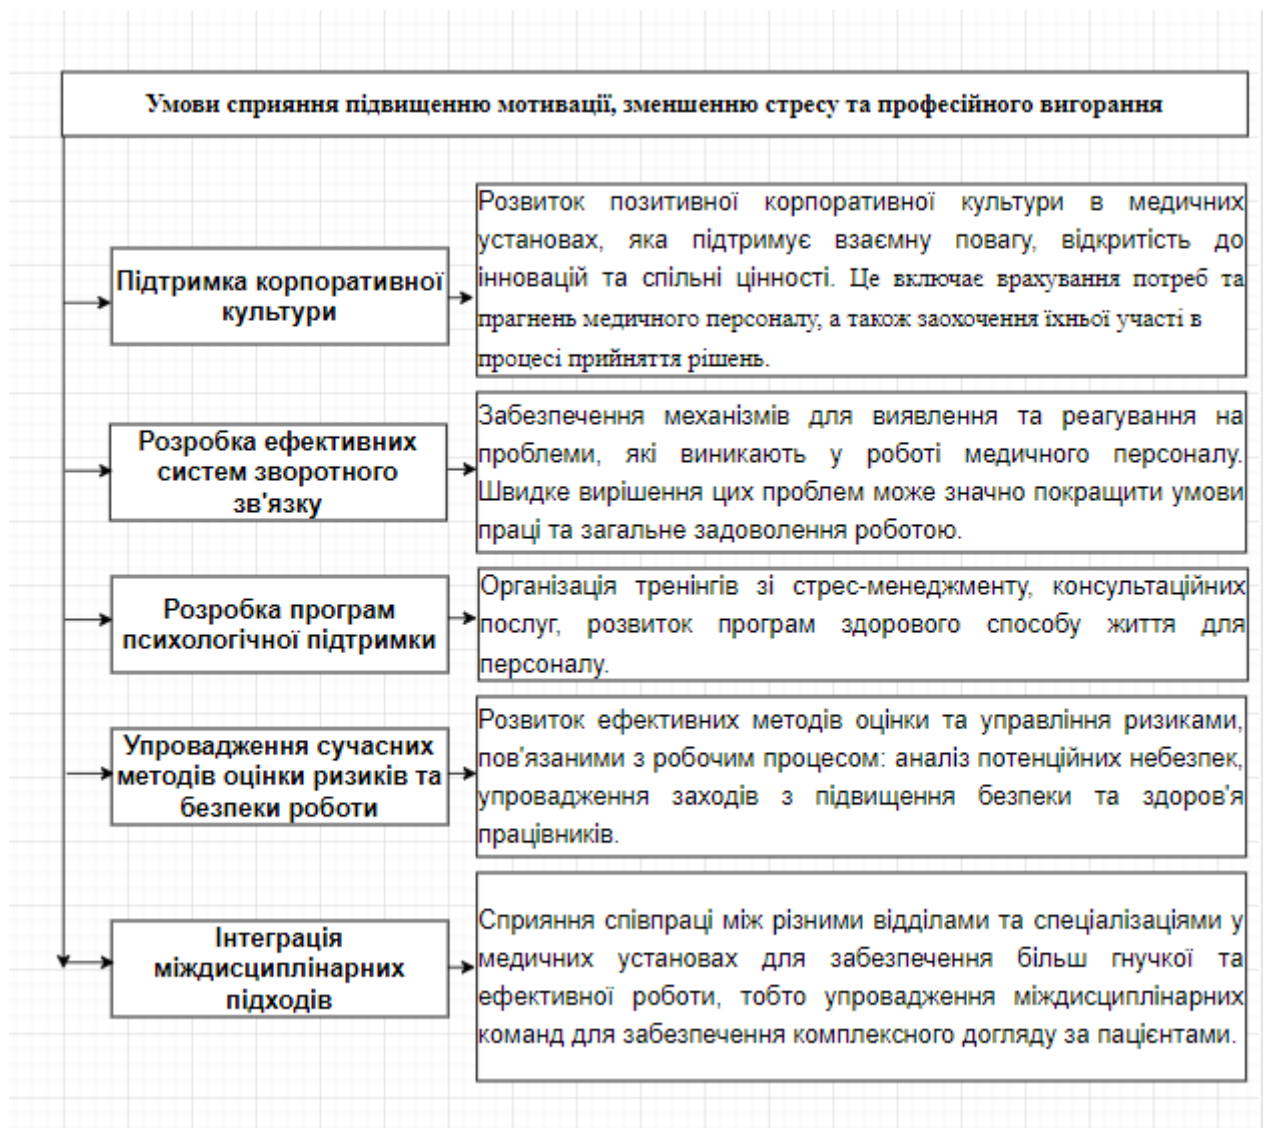 Умови сприяння підвищенню мотивації, зменшенню стресу та професійного вигорання
Підтримка корпоративної
культури
Розвиток позитивної корпоративної культури в медичних
установах, яка підтримує взаємну повагу, відкритість до
інновацій та спільні цінності. Це включає врахування потреб та
прагнень медичного персоналу, а також заохочення їхньої участі в
процесі прийняття рішень.
Розробка ефективних
систем зворотного
зв'язку
Забезпечення механізмів для виявлення та реагування на
проблеми, які виникають у роботі медичного персоналу.
Швидке вирішення цих проблем може значно покращити умови
праці та загальне задоволення роботою.
Розробка програм
психологічної підтримки
Організація тренінгів зі стрес-менеджменту, консультаційних
послуг, розвиток програм здорового способу життя для
персоналу.
Упровадження сучасних
методів оцінки ризиків та
безпеки роботи
Розвиток ефективних методів оцінки та управління ризиками,
пов'язаними з робочим процесом: аналіз потенційних небезпек,
упровадження заходів з підвищення безпеки та здоров'я
працівників.
Інтеграція
міждисциплінарних
підходів
Сприяння співпраці між різними відділами та спеціалізаціями у
медичних установах для забезпечення більш гнучкої та
ефективної роботи, тобто упровадження міждисциплінарних
команд для забезпечення комплексного догляду за пацієнтами.